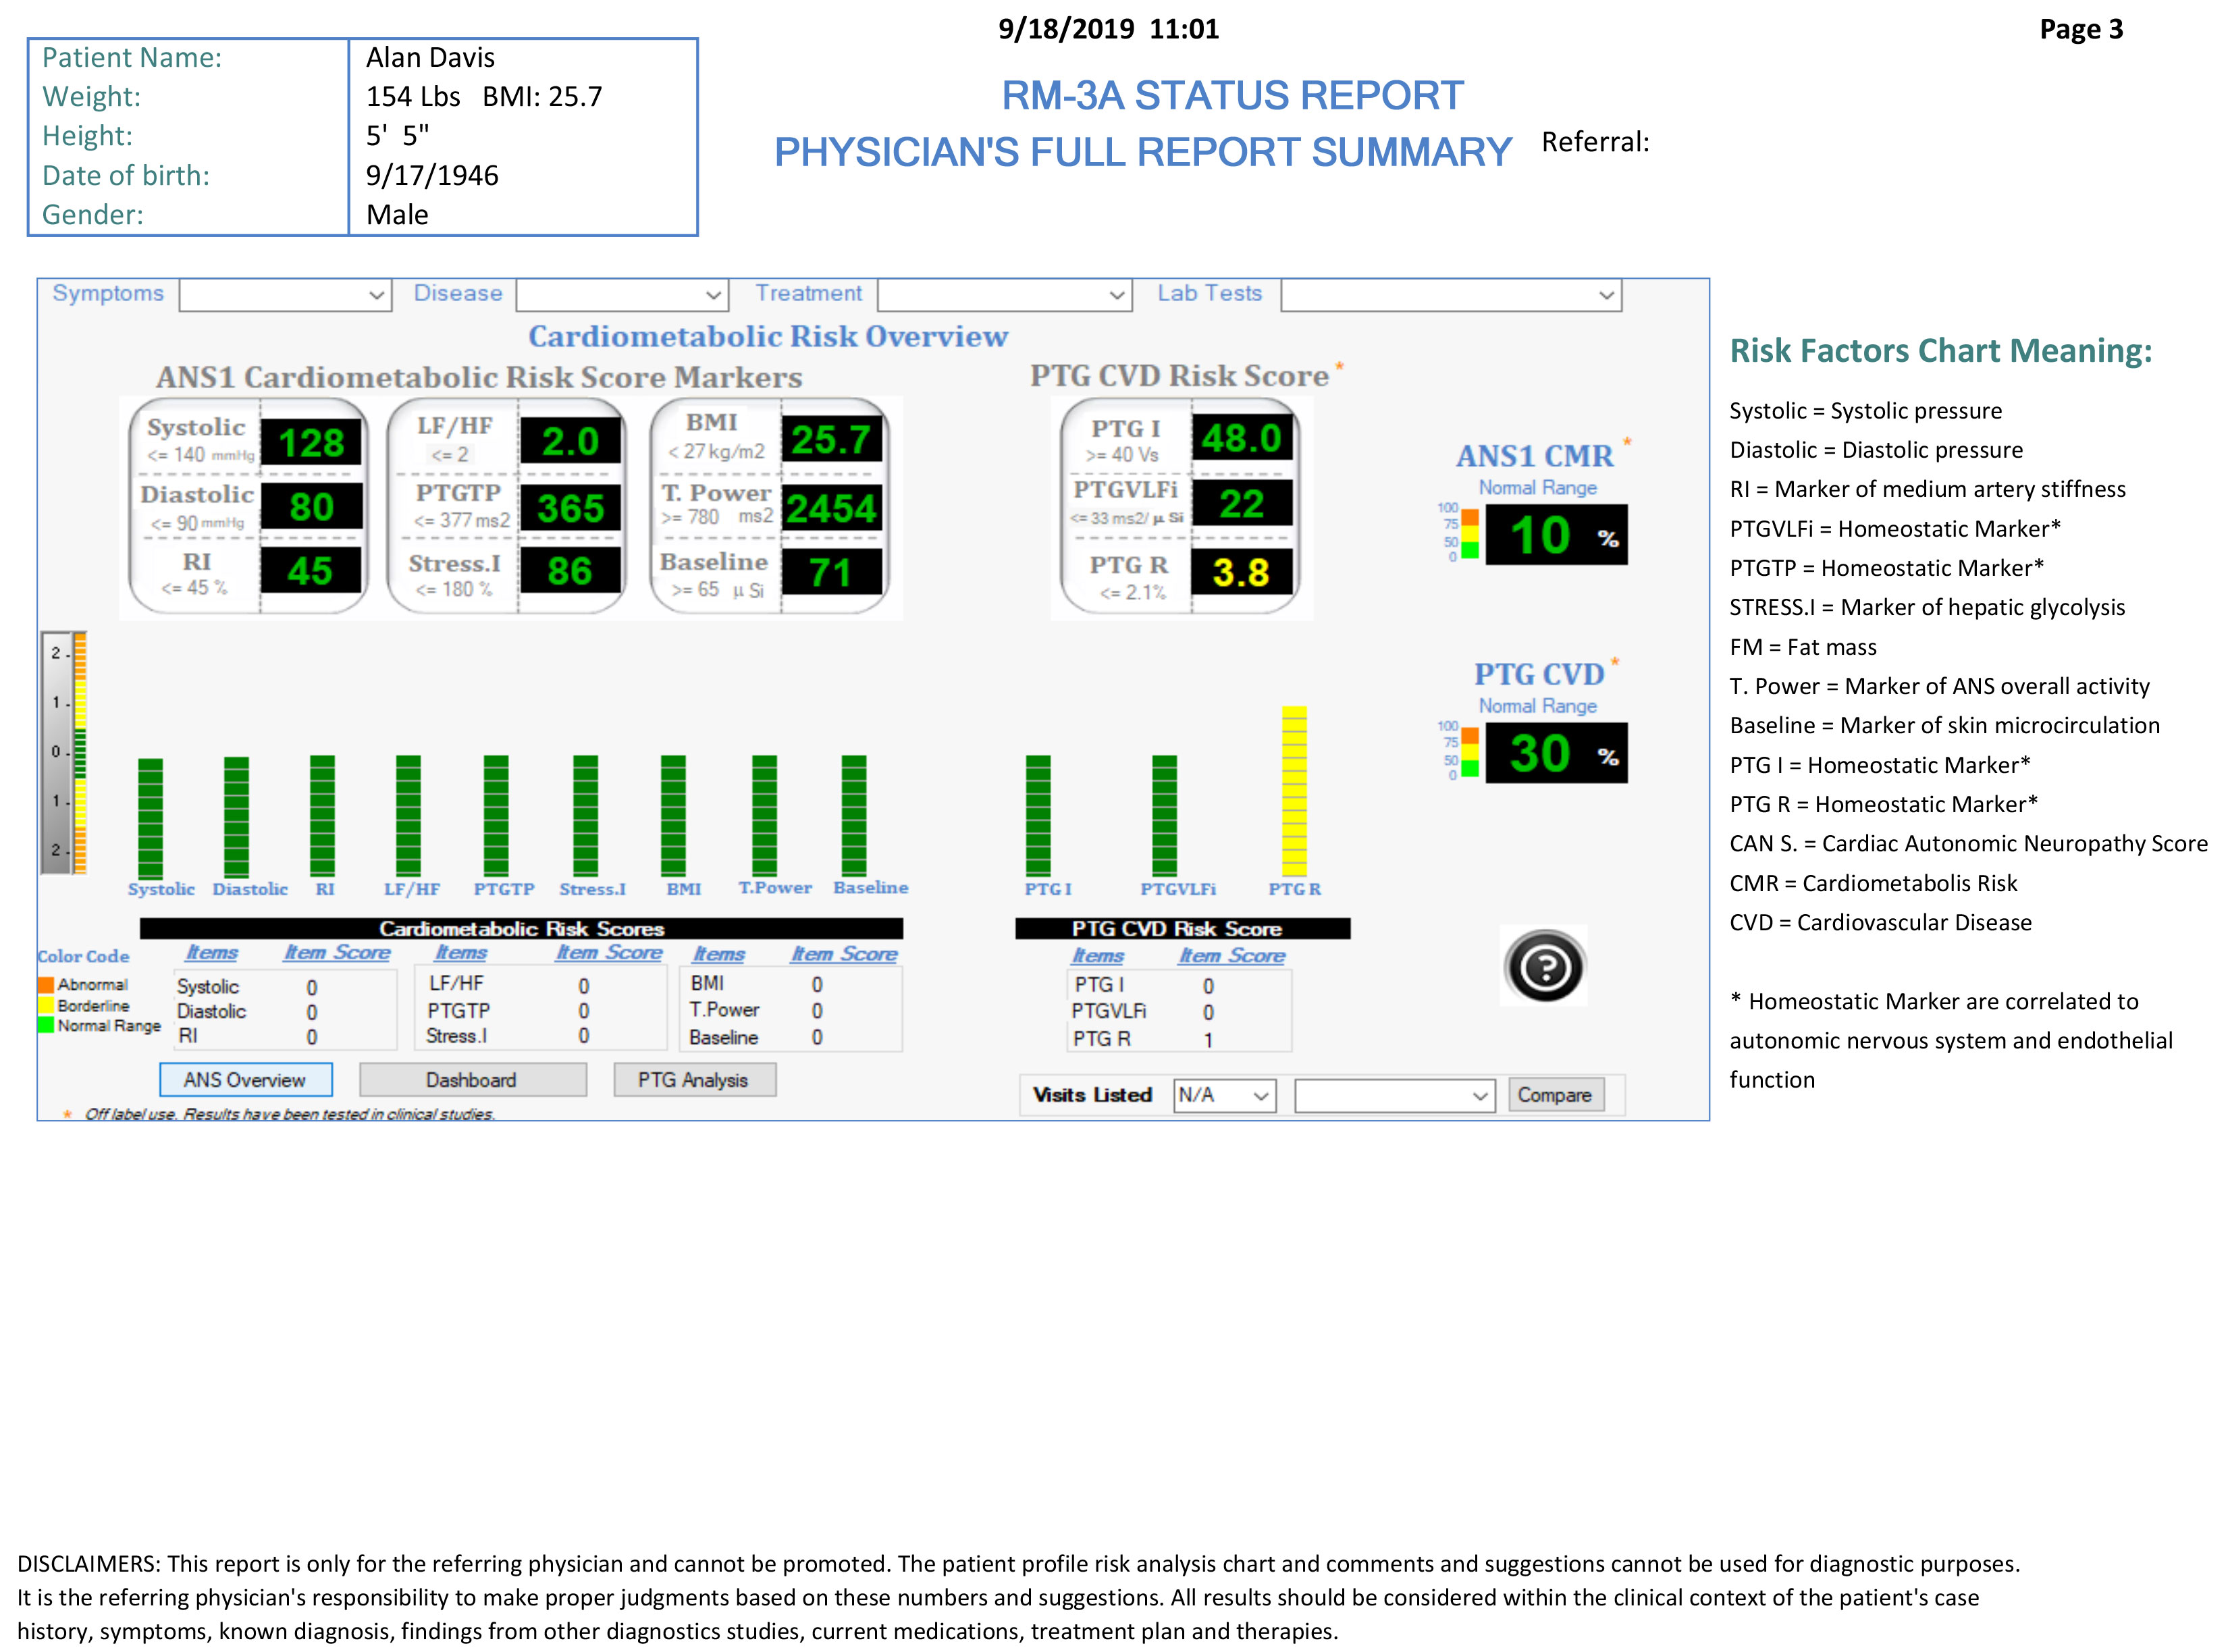 9/18/2019 11:01
Page 3
Patient Name: Alan Davis
Weight: 154 Lbs BMI: 25.7
Height: 5' 5"
Date of birth: 9/17/1946
Gender: Male
RM-3A STATUS REPORT
PHYSICIAN'S FULL REPORT SUMMARY
Referral:
Symptoms Disease Treatment Lab Tests
Cardiometabolic Risk Overview
ANS1 Cardiometabolic Risk Score Markers
Systolic <= 140 mmHg 128
Diastolic <= 90 mmHg 80
RI <= 45 % 45
LF/HF <= 2 2.0
PTGTP <= 377 ms2 365
Stress.I <= 180 % 86
BMI < 27 kg/m2 25.7
T. Power >= 780 ms2 2454
Baseline >= 65 µ Si 71
PTG CVD Risk Score *
PTG I >= 40 Vs 48.0
PTGVLFi <= 33 ms2/ µ Si 22
PTG R <= 2.1% 3.8
ANS1 CMR *
Normal Range
100
75
50
0
10 %
PTG CVD *
Normal Range
100
75
50
0
30 %
2
1
0
1
2
Systolic Diastolic RI LF/HF PTGTP Stress.I BMI T.Power Baseline
PTG I PTGVLFi PTG R
Cardiometabolic Risk Scores
Color Code
Abnormal
Borderline
Normal Range
Items Item Score
Systolic 0
Diastolic 0
RI 0
Items Item Score
LF/HF 0
PTGTP 0
Stress.I 0
Items Item Score
BMI 0
T.Power 0
Baseline 0
PTG CVD Risk Score
Items Item Score
PTG I 0
PTGVLFi 0
PTG R 1
?
ANS Overview Dashboard PTG Analysis
Visits Listed N/A Compare
* Off label use. Results have been tested in clinical studies.
Risk Factors Chart Meaning:
Systolic = Systolic pressure
Diastolic = Diastolic pressure
RI = Marker of medium artery stiffness
PTGVLFi = Homeostatic Marker*
PTGTP = Homeostatic Marker*
STRESS.I = Marker of hepatic glycolysis
FM = Fat mass
T. Power = Marker of ANS overall activity
Baseline = Marker of skin microcirculation
PTG I = Homeostatic Marker*
PTG R = Homeostatic Marker*
CAN S. = Cardiac Autonomic Neuropathy Score
CMR = Cardiometabolis Risk
CVD = Cardiovascular Disease
* Homeostatic Marker are correlated to
autonomic nervous system and endothelial
function
DISCLAIMERS: This report is only for the referring physician and cannot be promoted. The patient profile risk analysis chart and comments and suggestions cannot be used for diagnostic purposes.
It is the referring physician's responsibility to make proper judgments based on these numbers and suggestions. All results should be considered within the clinical context of the patient's case
history, symptoms, known diagnosis, findings from other diagnostics studies, current medications, treatment plan and therapies.